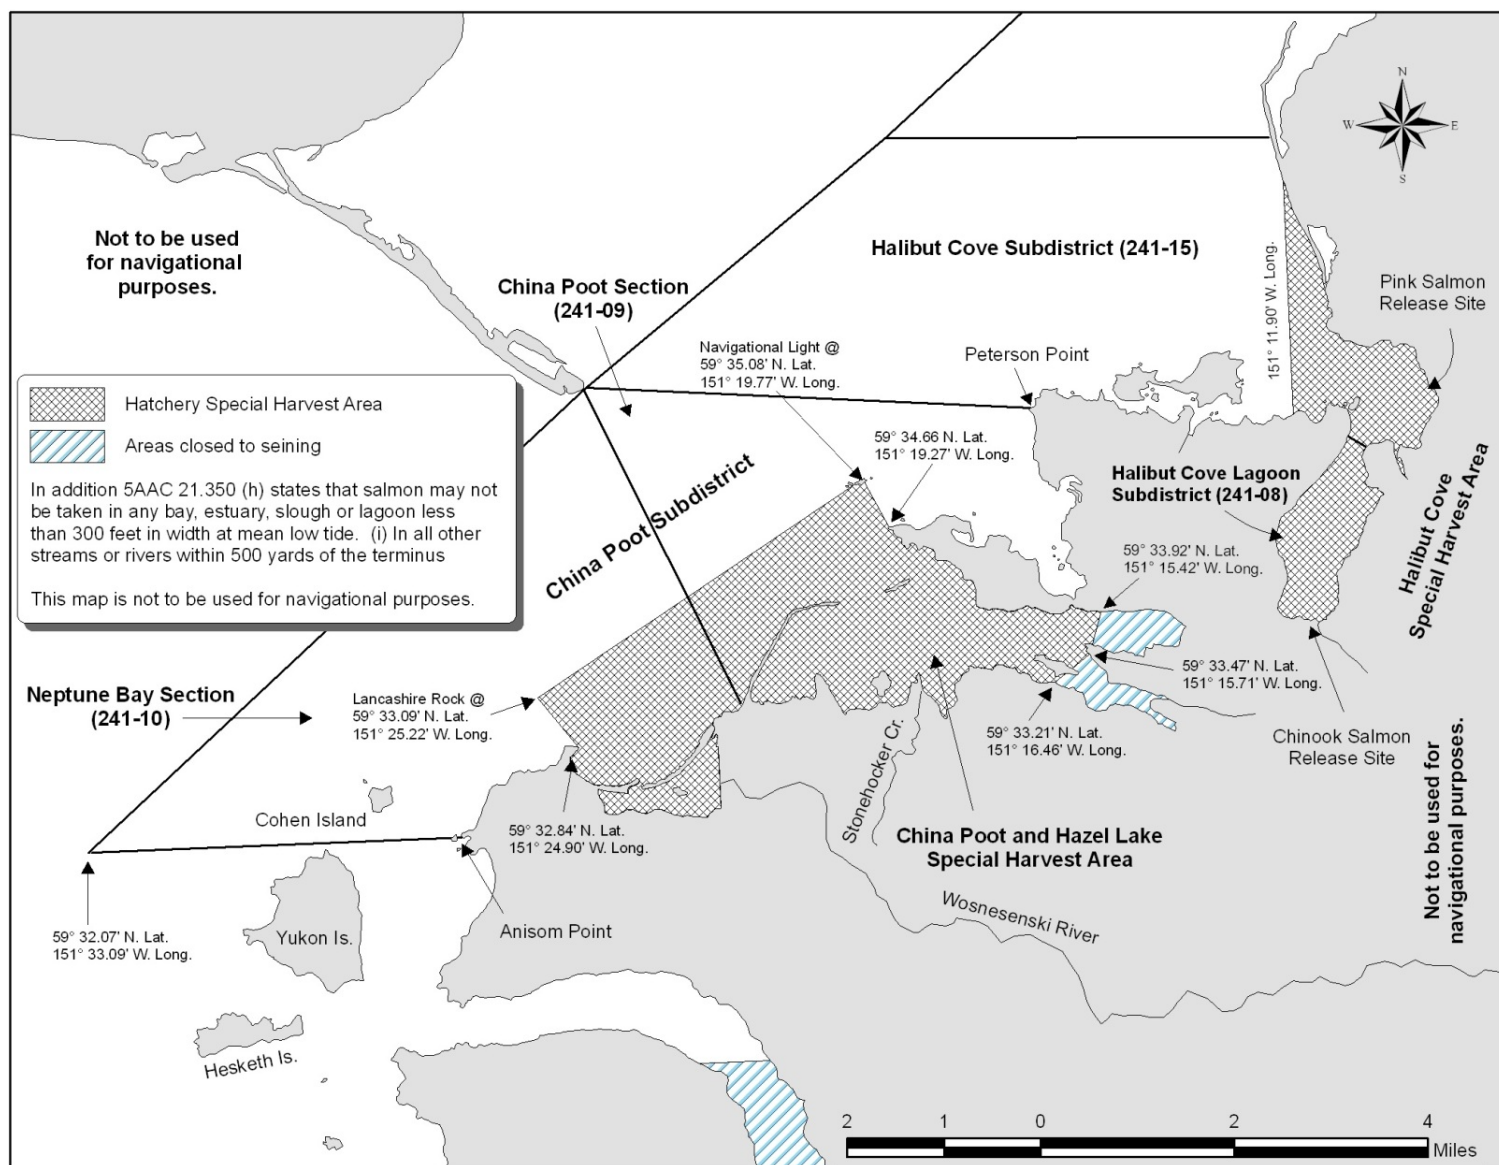 N
W
E
S
Not to be used
for navigational
purposes.
Halibut Cove Subdistrict (241-15)
China Poot Section
(241-09)
151° 11.90' W. Long.
Pink Salmon
Release Site
Navigational Light @
59° 35.08' N. Lat.
151° 19.77' W. Long.
Peterson Point
Hatchery Special Harvest Area
Areas closed to seining
In addition 5AAC 21.350 (h) states that salmon may not
be taken in any bay, estuary, slough or lagoon less
than 300 feet in width at mean low tide. (i) In all other
streams or rivers within 500 yards of the terminus
This map is not to be used for navigational purposes.
59° 34.66 N. Lat.
151° 19.27' W. Long.
China Poot Subdistrict
Halibut Cove Lagoon
Subdistrict (241-08)
Halibut Cove
Special Harvest Area
59° 33.92' N. Lat.
151° 15.42' W. Long.
Neptune Bay Section
(241-10)
Lancashire Rock @
59° 33.09' N. Lat.
151° 25.22' W. Long.
59° 33.47' N. Lat.
151° 15.71' W. Long.
59° 33.21' N. Lat.
151° 16.46' W. Long.
Chinook Salmon
Release Site
Not to be used for
navigational purposes.
Stonehocker Cr.
Cohen Island
59° 32.84' N. Lat.
151° 24.90' W. Long.
China Poot and Hazel Lake
Special Harvest Area
Wosnesenski River
59° 32.07' N. Lat.
151° 33.09' W. Long.
Yukon Is.
Anisom Point
Hesketh Is.
2 1 0 2 4
Miles